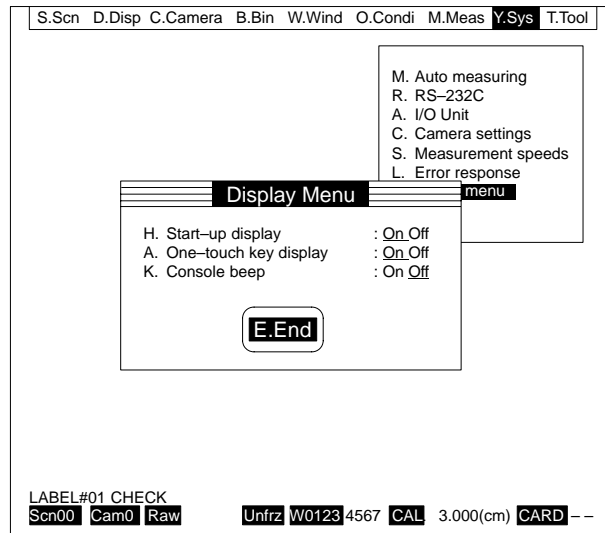 S.Scn D.Disp C.Camera B.Bin W.Wind O.Condi M.Meas Y.Sys T.Tool
M. Auto measuring
R. RS–232C
A. I/O Unit
C. Camera settings
S. Measurement speeds
L. Error response
menu
Display Menu
H. Start–up display : On Off
A. One–touch key display : On Off
K. Console beep : On Off
E.End
LABEL#01 CHECK
Scn00 Cam0 Raw Unfrz W0123 4567 CAL. 3.000(cm) CARD – –